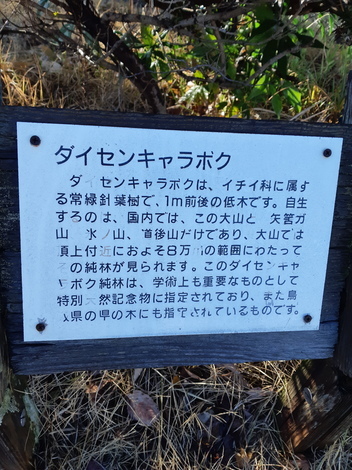 ダイセンキャラボク
ダイセンキャラボクは、イチイ科に属す
る常緑針葉樹で、1m前後の低木です。自生
するのは、国内では、この大山と 矢筈ガ
山 氷ノ山、道後山だけであり、大山では
頂上付近におよそ8万 の範囲にわたって
その純林が見られます。このダイセンキャ
ラボク純林は、学術上も重要なものとして
特別天然記念物に指定されており、また鳥
取県の県の木にも指定されているものです。